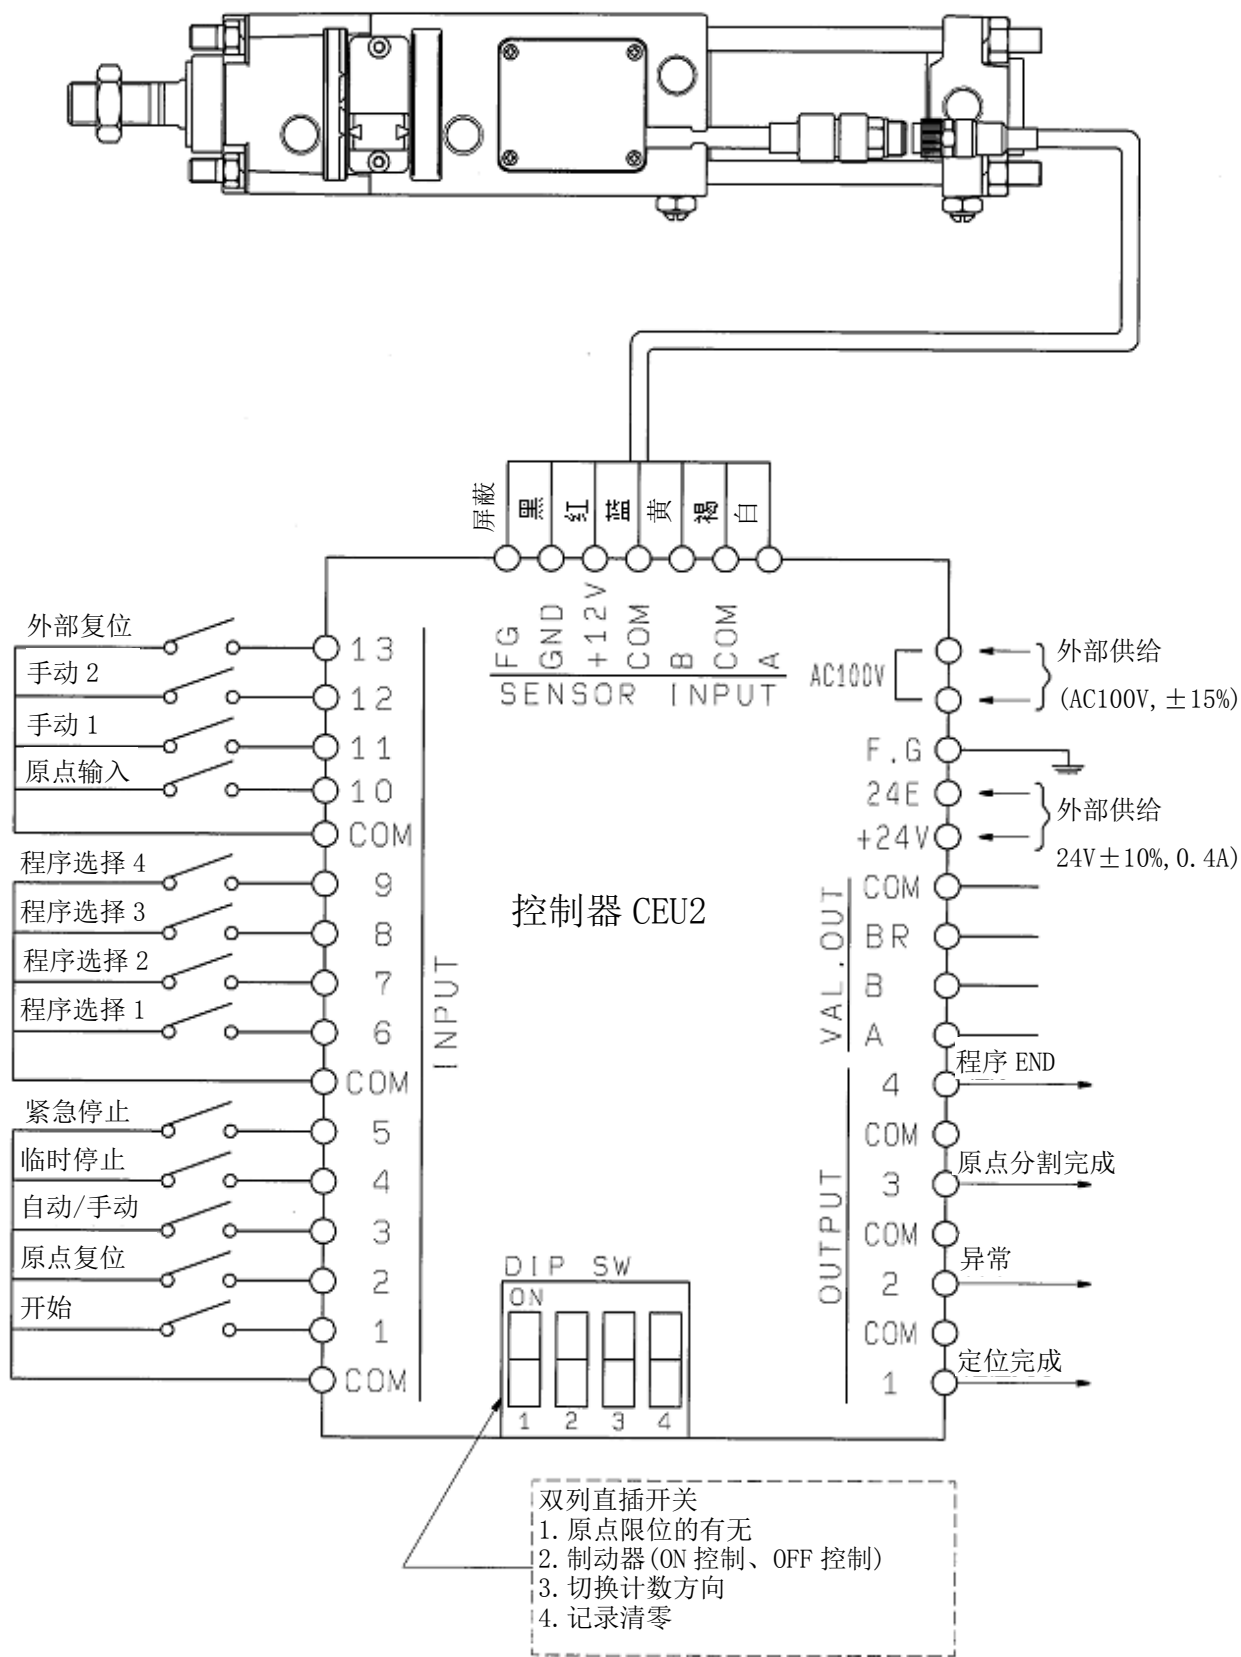 屏蔽
黑
红
蓝
黄
褐
白
FG
GND
+12V
COM
B
COM
A
SENSOR INPUT
外部复位
13
手动 2
12
手动 1
11
原点输入
10
COM
程序选择 4
9
程序选择 3
8
程序选择 2
7
程序选择 1
6
COM
紧急停止
5
临时停止
4
自动/手动
3
原点复位
2
开始
1
COM
INPUT
控制器 CEU2
AC100V
外部供给
(AC100V, ±15%)
F.G
24E
+24V
外部供给
24V±10%, 0.4A)
COM
BR
B
A
VAL.OUT
4
程序 END
COM
3
原点分割完成
COM
2
异常
COM
1
定位完成
OUTPUT
DIP SW
ON
1 2 3 4
双列直插开关
1. 原点限位的有无
2. 制动器(ON 控制、OFF 控制)
3. 切换计数方向
4. 记录清零